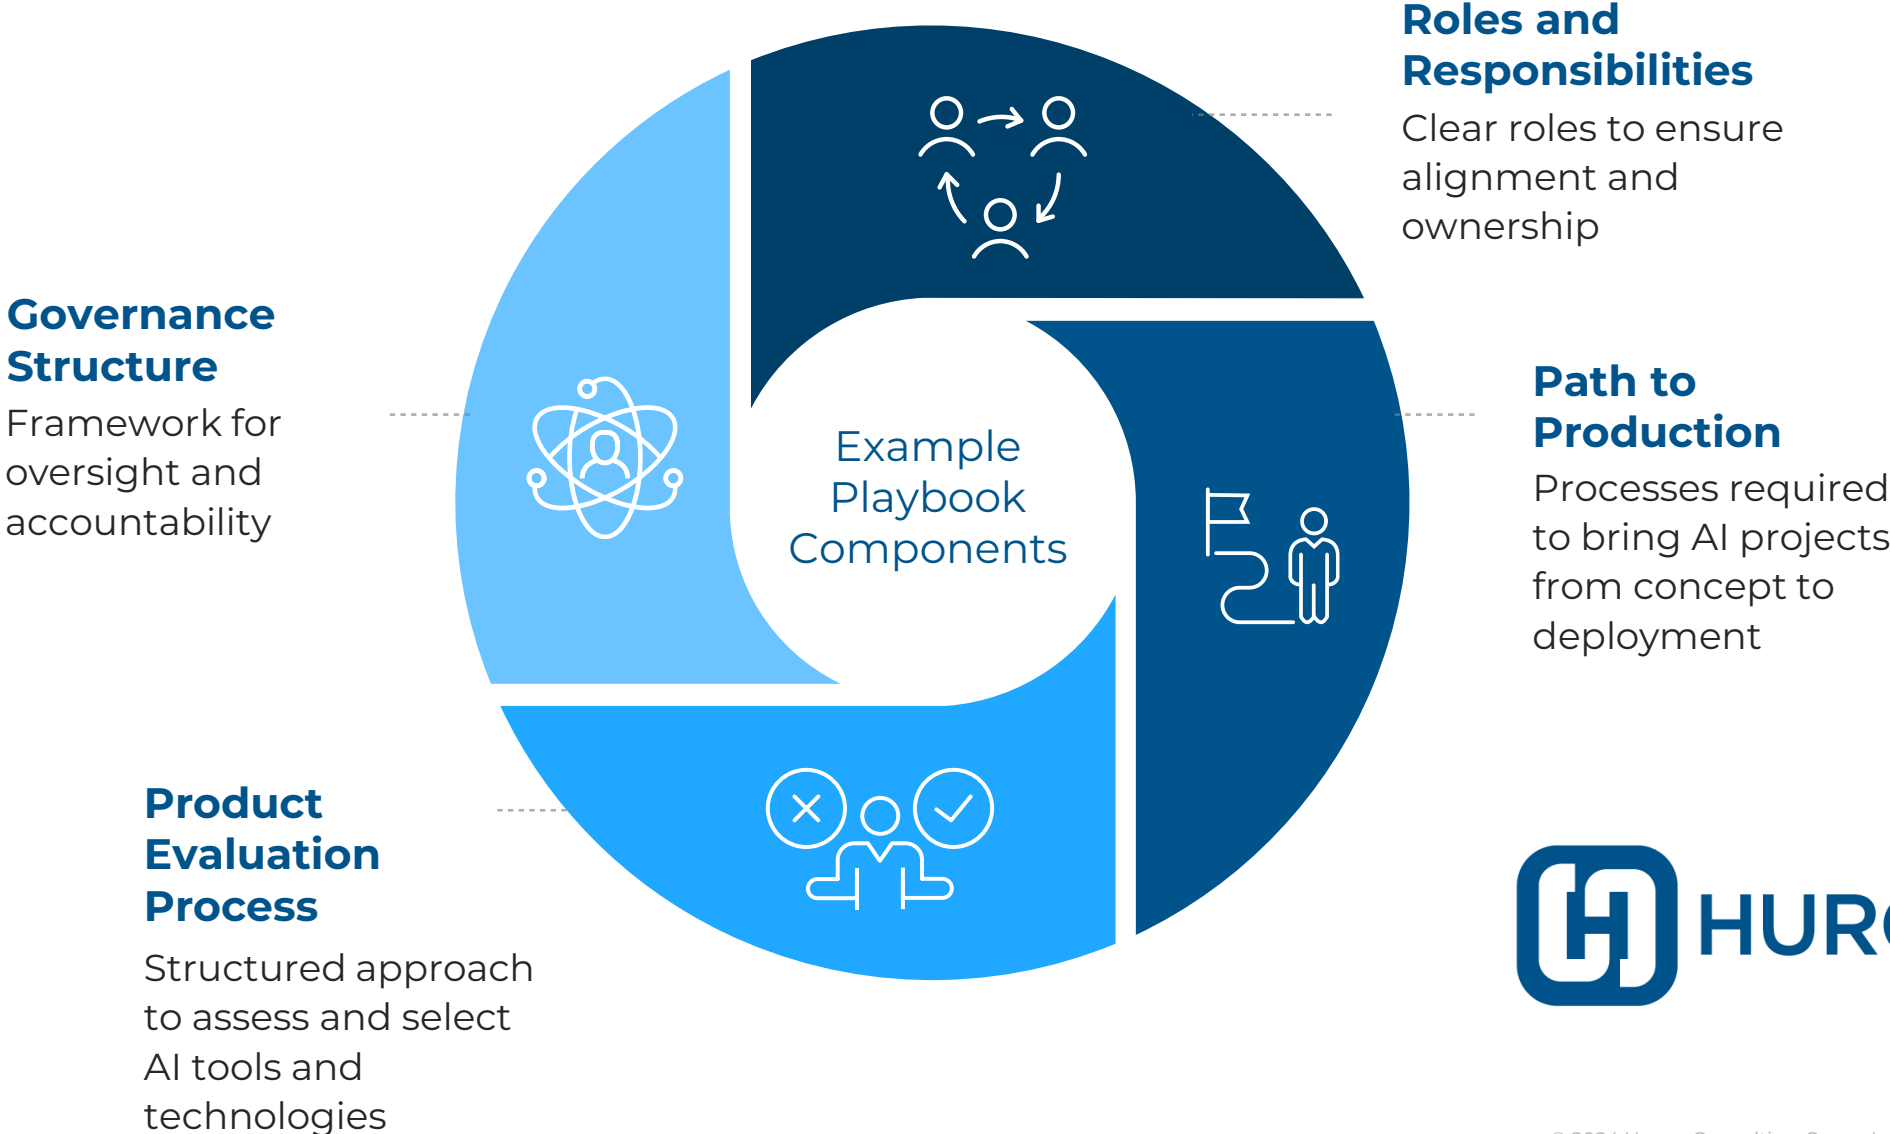 Roles and
Responsibilities
Clear roles to ensure
alignment and
ownership
Governance
Structure
Framework for
oversight and
accountability
Example
Playbook
Components
Path to
Production
Processes required
to bring AI projects
from concept to
deployment
Product
Evaluation
Process
Structured approach
to assess and select
AI tools and
technologies
HUR